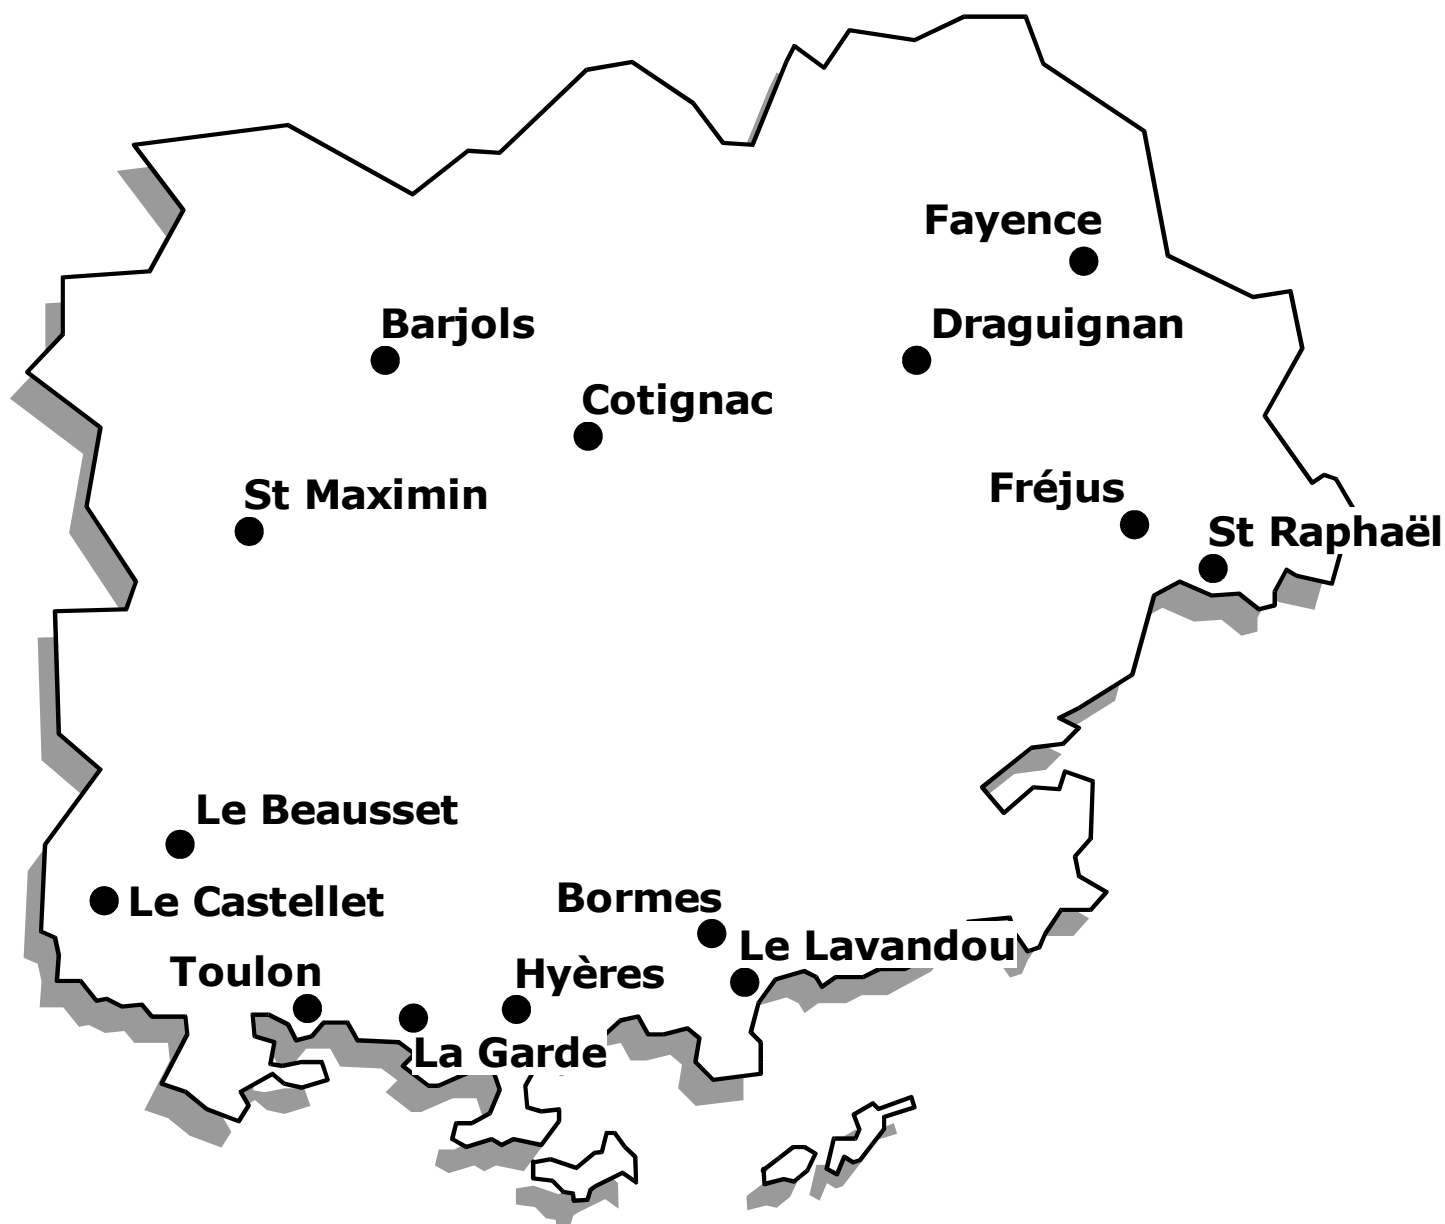 Fayence
Barjols
Draguignan
Cotignac
St Maximin
Fréjus
St Raphaël
Le Beausset
Le Castellet
Bormes
Le Lavandou
Toulon
Hyères
La Garde